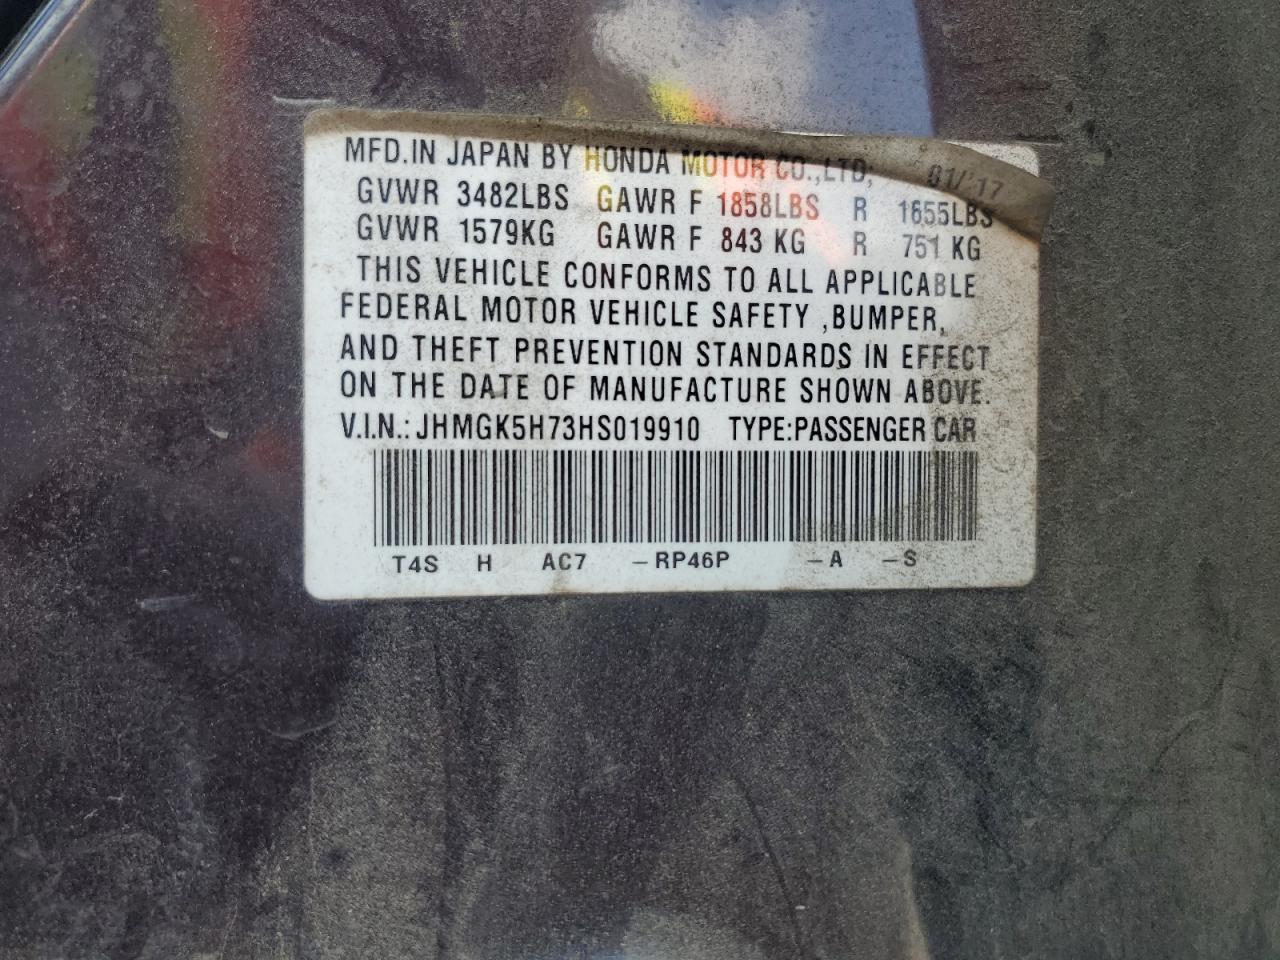 MFD.IN JAPAN BY HONDA MOTOR CO.,LTD; 01/'17
GVWR 3482LBS GAWR F 1858LBS R 1655LBS
GVWR 1579KG GAWR F 843 KG R 751 KG
THIS VEHICLE CONFORMS TO ALL APPLICABLE
FEDERAL MOTOR VEHICLE SAFETY ,BUMPER,
AND THEFT PREVENTION STANDARDS IN EFFECT
ON THE DATE OF MANUFACTURE SHOWN ABOVE.
V.I.N.: JHMGK5H73HS019910 TYPE:PASSENGER CAR
T4S H AC7 –RP46P –A –S